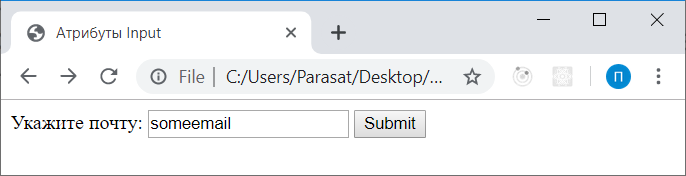 Атрибуты Input
File C:/Users/Parasat/Desktop/... П
Укажите почту: someemail Submit